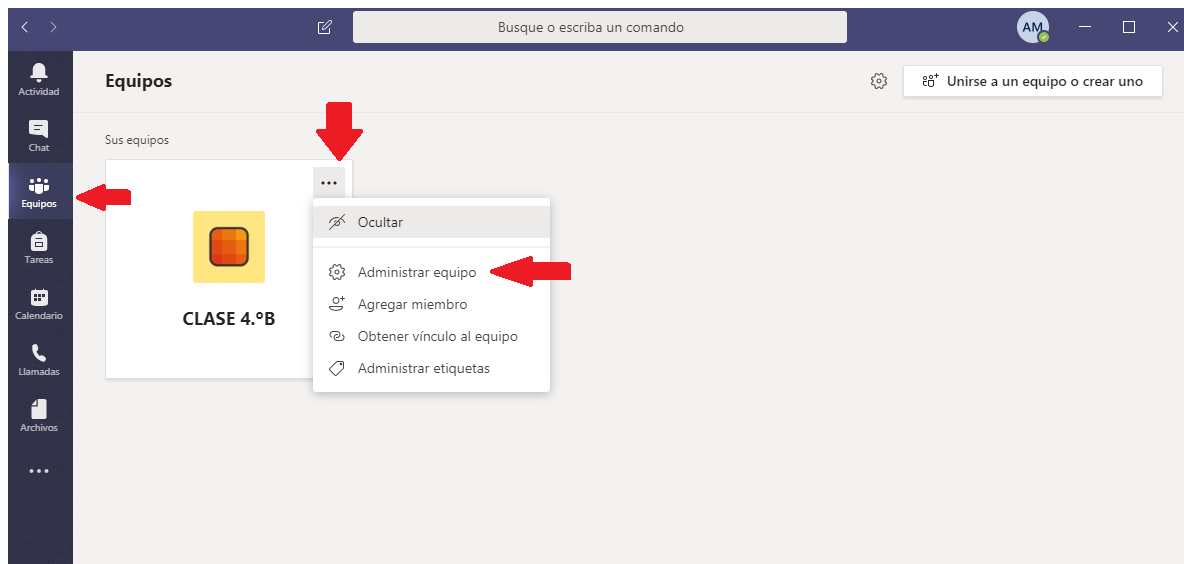 Busque o escriba un comando
AM
Actividad
Chat
Equipos
Tareas
Calendario
Llamadas
Archivos
Equipos
Unirse a un equipo o crear uno
Sus equipos
CLASE 4.ºB
Ocultar
Administrar equipo
Agregar miembro
Obtener vínculo al equipo
Administrar etiquetas